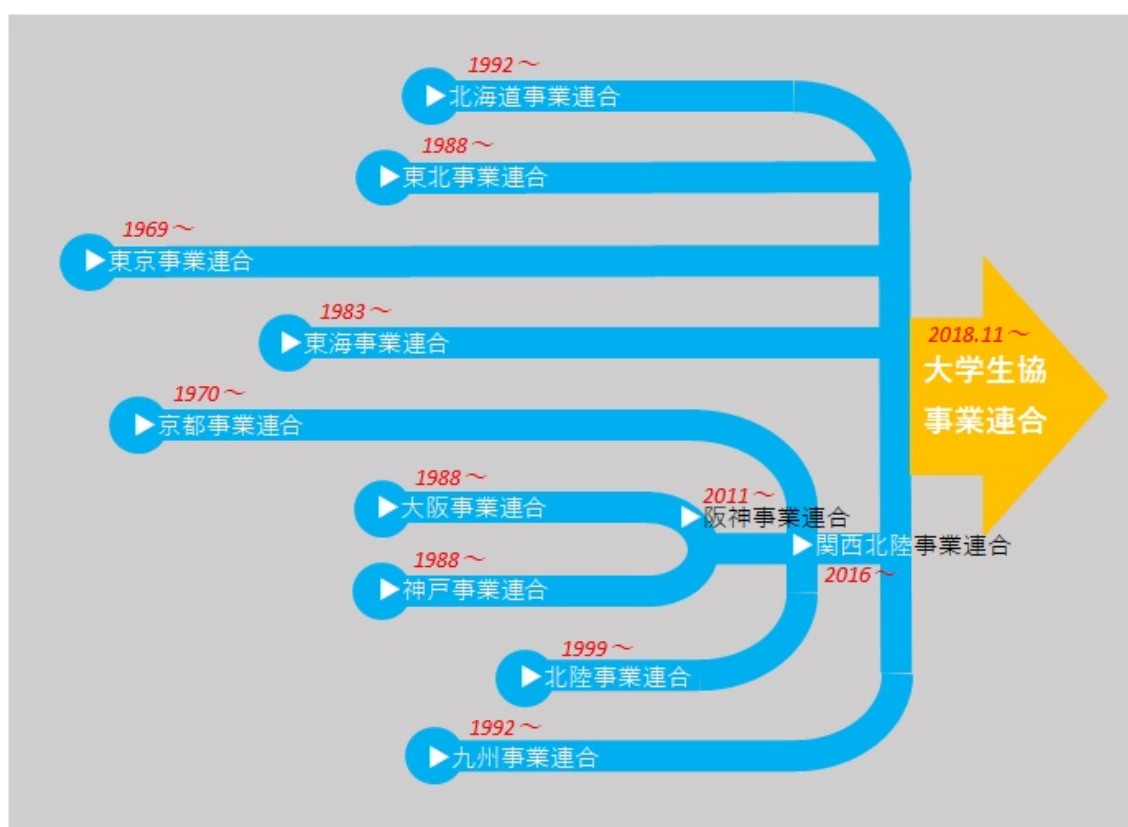 1992～
▶北海道事業連合
1988～
▶東北事業連合
1969～
▶東京事業連合
1983～
▶東海事業連合
2018.11～
大学生協
事業連合
1970～
▶京都事業連合
1988～
▶大阪事業連合
2011～
▶阪神事業連合
▶関西北陸事業連合
2016～
1988～
▶神戸事業連合
1999～
▶北陸事業連合
1992～
▶九州事業連合